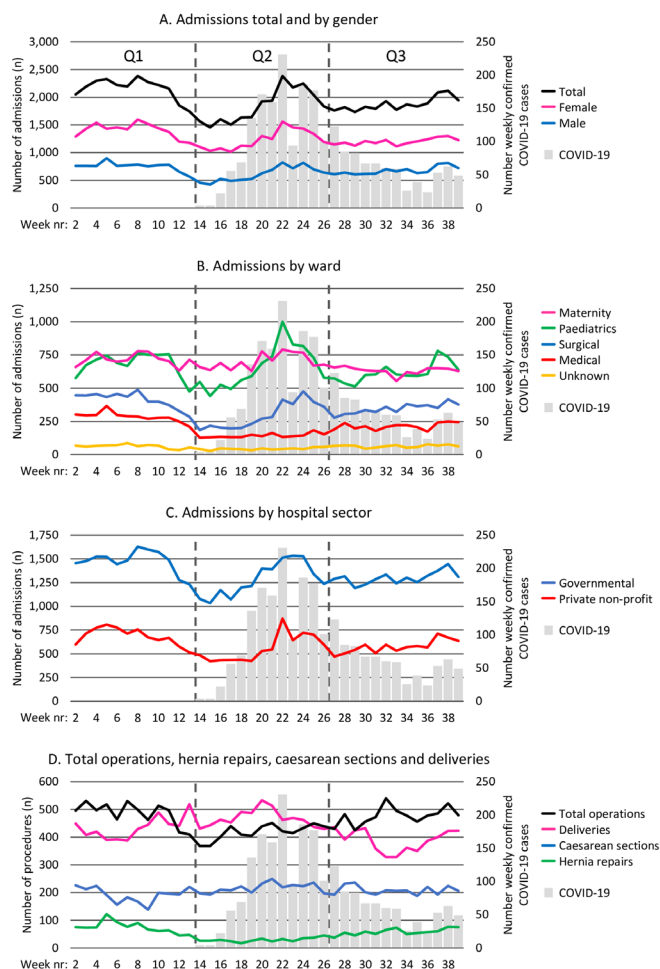 A. Admissions total and by gender
Q1 Q2 Q3
Number of admissions (n)
3,000
2,500
2,000
1,500
1,000
500
0
250
200
150
100
50
0
Number weekly confirmed
COVID-19 cases
Total
Female
Male
COVID-19
Week nr: 2 4 6 8 10 12 14 16 18 20 22 24 26 28 30 32 34 36 38
B. Admissions by ward
Number of admissions (n)
1,250
1,000
750
500
250
0
250
200
150
100
50
0
Number weekly confirmed
COVID-19 cases
Maternity
Paediatrics
Surgical
Medical
Unknown
COVID-19
Week nr: 2 4 6 8 10 12 14 16 18 20 22 24 26 28 30 32 34 36 38
C. Admissions by hospital sector
Number of admissions (n)
1,750
1,500
1,250
1,000
750
500
250
0
250
200
150
100
50
0
Number weekly confirmed
COVID-19 cases
Governmental
Private non-profit
COVID-19
Week nr: 2 4 6 8 10 12 14 16 18 20 22 24 26 28 30 32 34 36 38
D. Total operations, hernia repairs, caesarean sections and deliveries
Number of procedures (n)
600
500
400
300
200
100
0
250
200
150
100
50
0
Number weekly confirmed
COVID-19 cases
Total operations
Deliveries
Caesarean sections
Hernia repairs
COVID-19
Week nr: 2 4 6 8 10 12 14 16 18 20 22 24 26 28 30 32 34 36 38